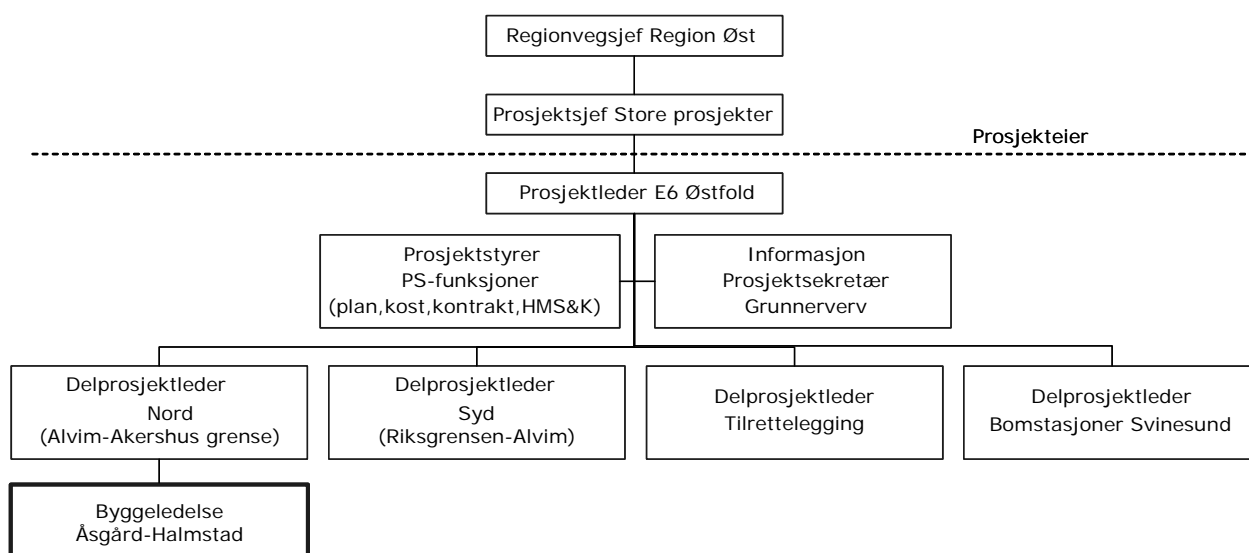 Regionvegsjef Region Øst
Prosjektsjef Store prosjekter
Prosjekteier
Prosjektleder E6 Østfold
Prosjektstyrer
PS-funksjoner
(plan,kost,kontrakt,HMS&K)
Informasjon
Prosjektsekretær
Grunnerverv
Delprosjektleder
Nord
(Alvim-Akershus grense)
Delprosjektleder
Syd
(Riksgrensen-Alvim)
Delprosjektleder
Tilrettelegging
Delprosjektleder
Bomstasjoner Svinesund
Byggeledelse
Åsgård-Halmstad